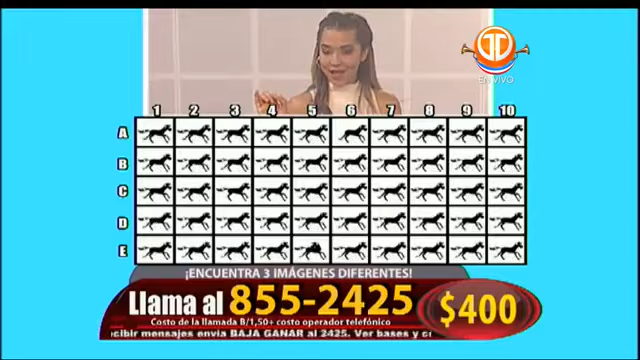 EN VIVO
1 2 3 4 5 6 7 8 9 10
A
B
C
D
E
¡ENCUENTRA 3 IMÁGENES DIFERENTES!
Llama al 855-2425
$400
Costo de la llamada B/1,50+ costo operador telefónico
mensajes envia BAJA GANAR al 2425. Ver bases y